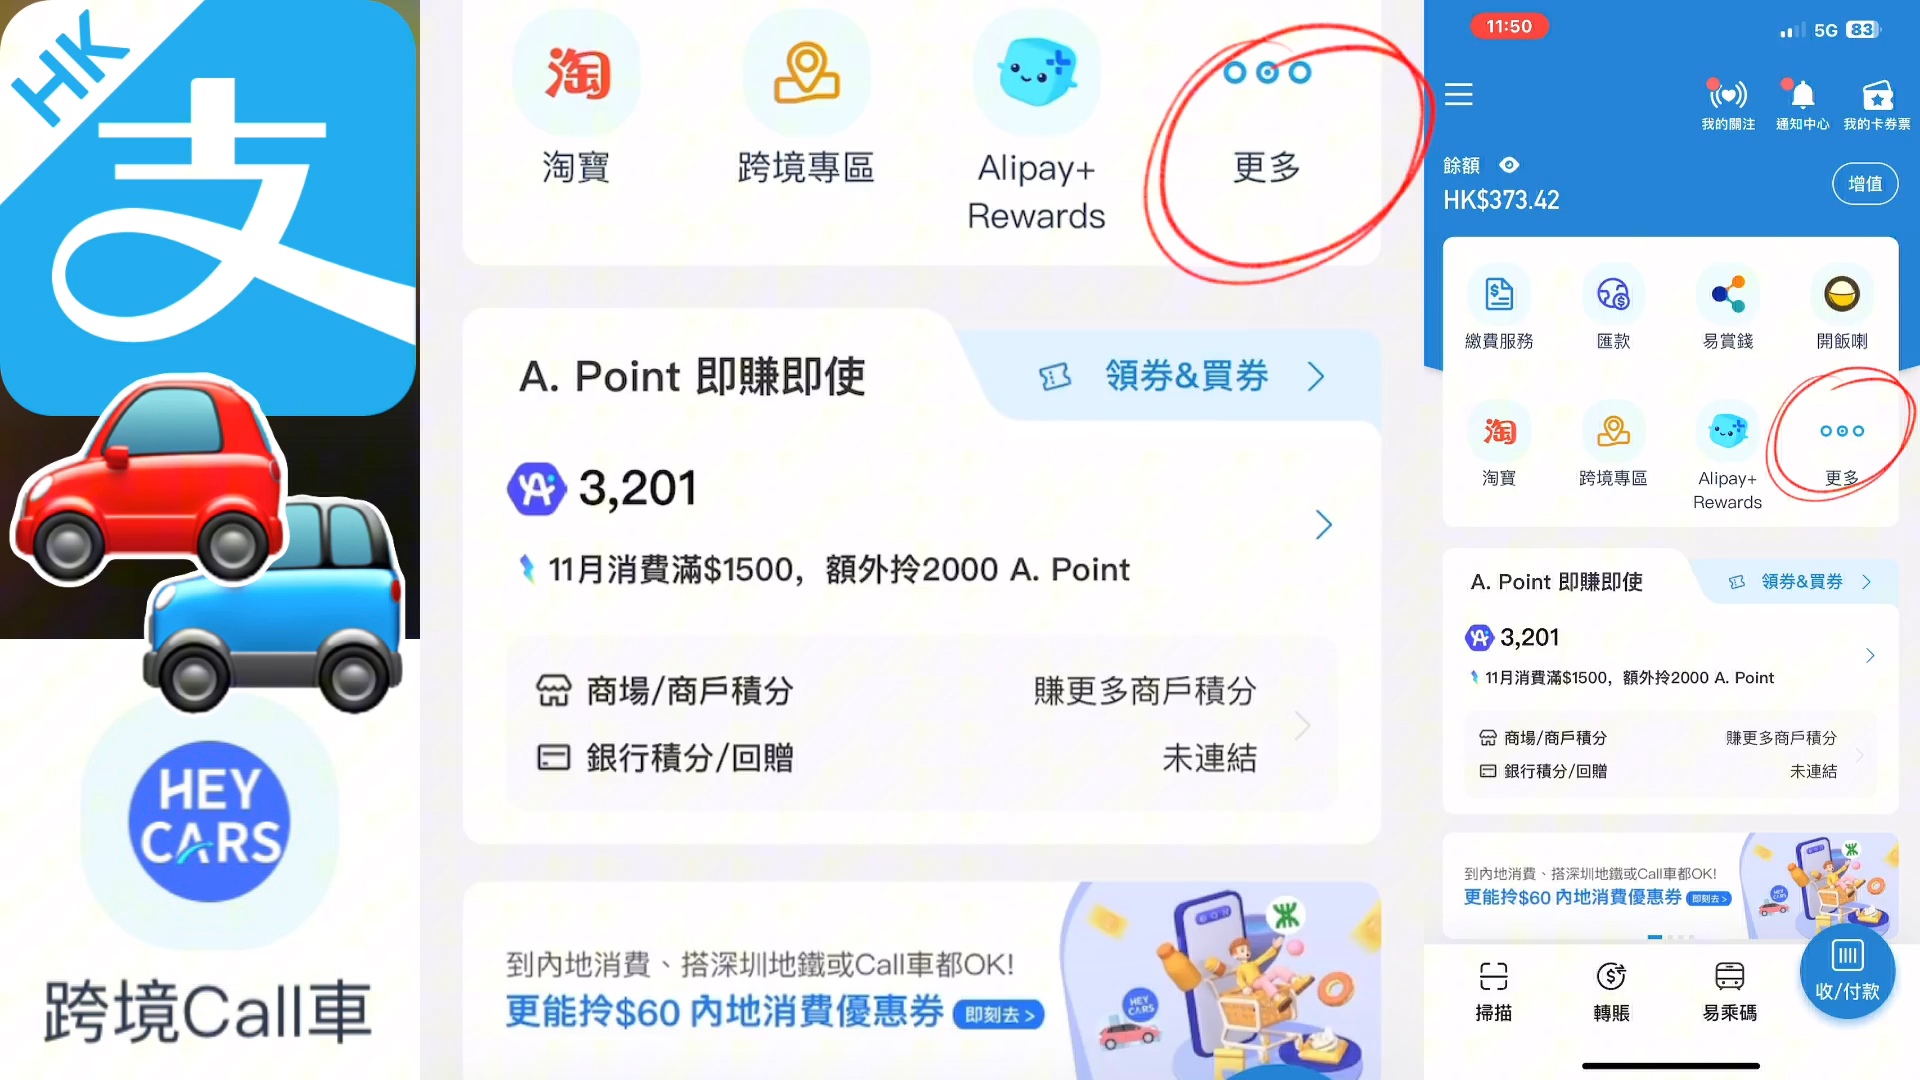 HK
支
HEY
CARS
跨境Call車
淘
淘寶
跨境專區
Alipay+
Rewards
更多
A. Point 即賺即使
領券&買券
3,201
11月消費滿$1500，額外拎2000 A. Point
商場/商戶積分
賺更多商戶積分
銀行積分/回贈
未連結
到內地消費、搭深圳地鐵或Call車都OK!
更能拎$60 內地消費優惠券
即刻去 >
HEY
CARS
11:50
5G
83
我的關注
通知中心
我的卡券票
餘額
HK$373.42
增值
繳費服務
匯款
易賞錢
開飯喇
淘
淘寶
跨境專區
Alipay+
Rewards
更多
A. Point 即賺即使
領券&買券
3,201
11月消費滿$1500，額外拎2000 A. Point
商場/商戶積分
賺更多商戶積分
銀行積分/回贈
未連結
到內地消費、搭深圳地鐵或Call車都OK!
更能拎$60 內地消費優惠券
即刻去 >
HEY
CARS
掃描
轉賬
易乘碼
收/付款